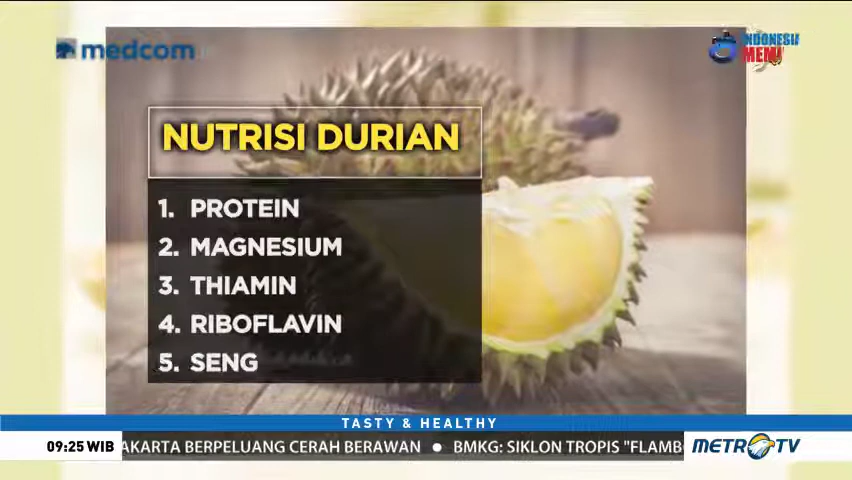 medcom
INDONESIA
NUTRISI DURIAN
1. PROTEIN
2. MAGNESIUM
3. THIAMIN
4. RIBOFLAVIN
5. SENG
TASTY & HEALTHY
09:25 WIB
AKARTA BERPELUANG CERAH BERAWAN ● BMKG: SIKLON TROPIS "FLAMB
METRO TV